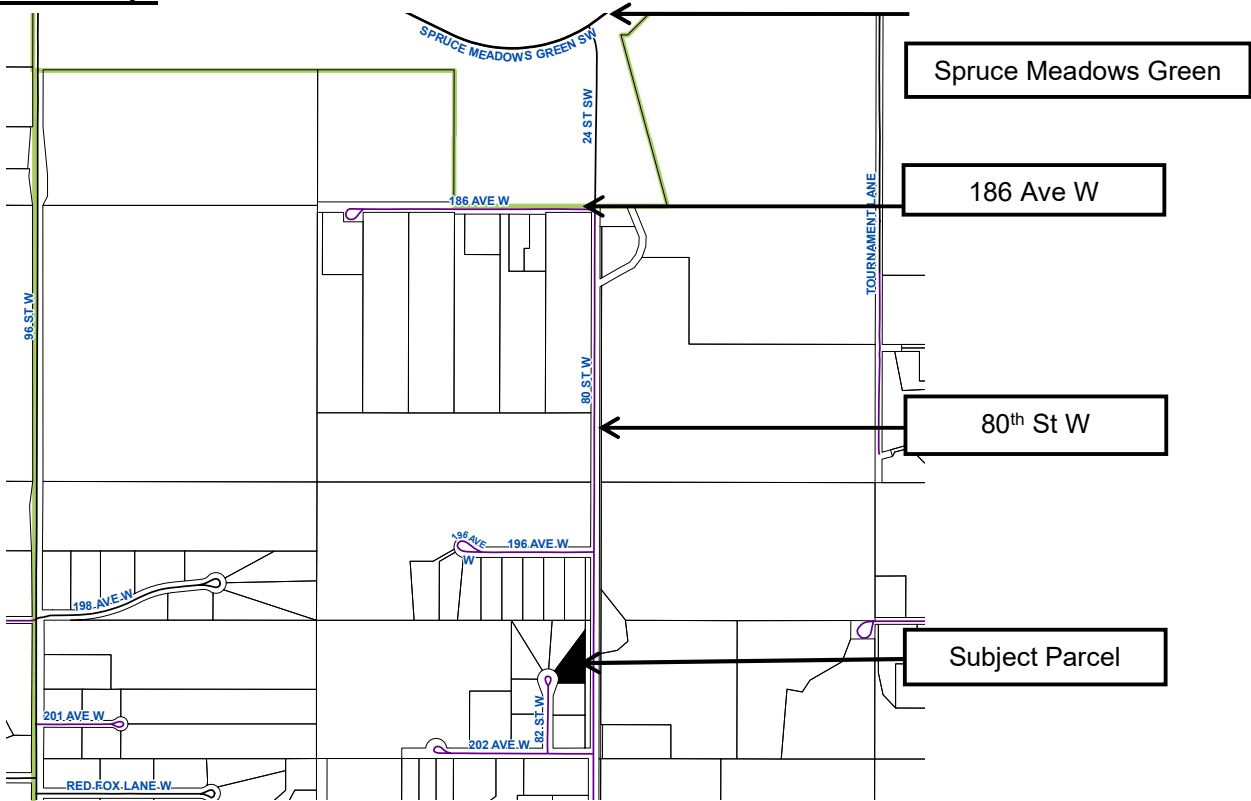 SPRUCE MEADOWS GREEN SW
Spruce Meadows Green
24 ST SW
186 AVE W
186 Ave W
TOURNAMENT LANE
96 ST W
80 ST W
80th St W
196 AVE W
196 AVE W
198 AVE W
Subject Parcel
82 ST W
201 AVE W
202 AVE W
RED FOX LANE W